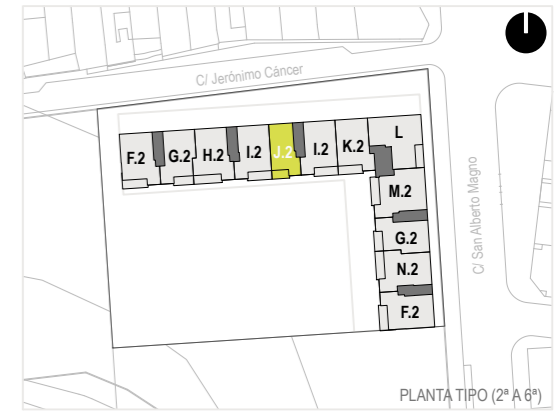 C/ Jerónimo Cáncer
F.2 G.2 H.2 I.2 J.2 I.2 K.2 L
M.2
G.2
N.2
F.2
C/ San Alberto Magno
PLANTA TIPO (2ª A 6ª)